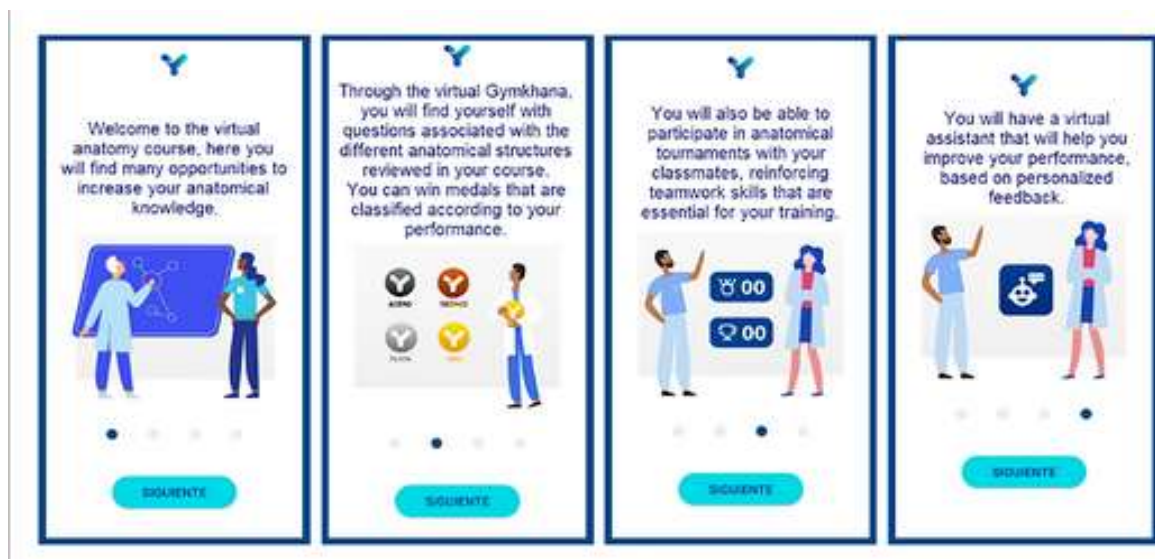 Welcome to the virtual
anatomy course, here you
will find many opportunities to
increase your anatomical
knowledge.
SIGUIENTE
Through the virtual Gymkhana,
you will find yourself with
questions associated with the
different anatomical structures
reviewed in your course.
You can win medals that are
classified according to your
performance.
SIGUIENTE
You will also be able to
participate in anatomical
tournaments with your
classmates, reinforcing
teamwork skills that are
essential for your training.
00
00
SIGUIENTE
You will have a virtual
assistant that will help you
improve your performance,
based on personalized
feedback.
SIGUIENTE